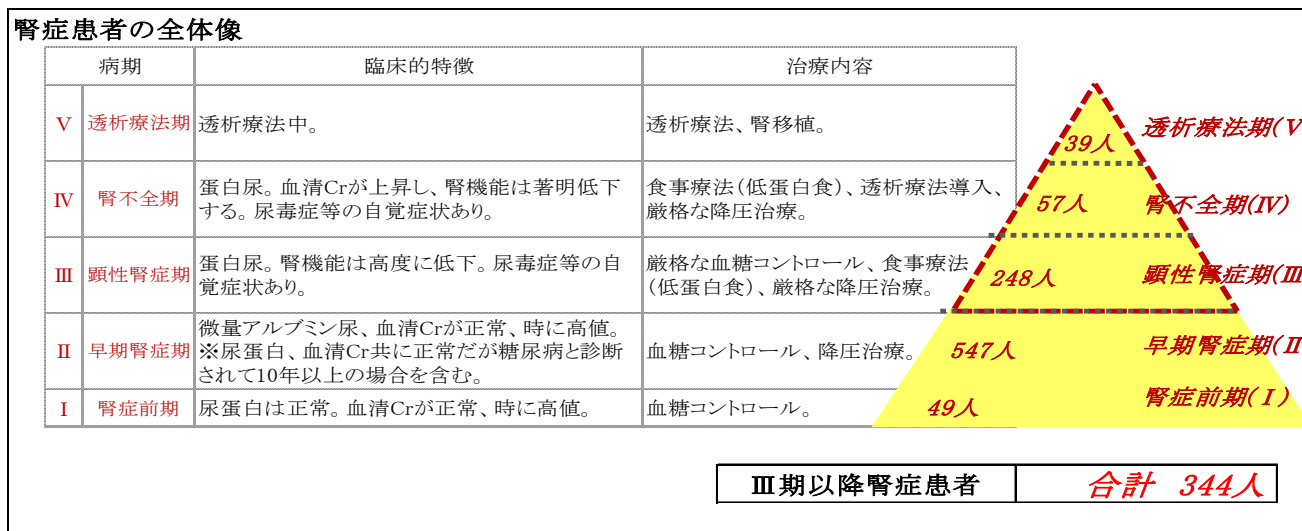 腎症患者の全体像
病期 臨床的特徴 治療内容
Ⅴ 透析療法期 透析療法中。 透析療法、腎移植。
39人 透析療法期(Ⅴ
Ⅳ 腎不全期 蛋白尿。血清Crが上昇し、腎機能は著明低下
する。尿毒症等の自覚症状あり。
食事療法(低蛋白食)、透析療法導入、
厳格な降圧治療。
57人 腎不全期(Ⅳ)
Ⅲ 顕性腎症期 蛋白尿。腎機能は高度に低下。尿毒症等の自
覚症状あり。
厳格な血糖コントロール、食事療法
(低蛋白食)、厳格な降圧治療。
248人 顕性腎症期(Ⅲ
Ⅱ 早期腎症期 微量アルブミン尿、血清Crが正常、時に高値。
※尿蛋白、血清Cr共に正常だが糖尿病と診断
されて10年以上の場合を含む。
血糖コントロール、降圧治療。
547人 早期腎症期(Ⅱ
Ⅰ 腎症前期 尿蛋白は正常。血清Crが正常、時に高値。 血糖コントロール。
49人 腎症前期(Ⅰ)
Ⅲ期以降腎症患者 合計 344人